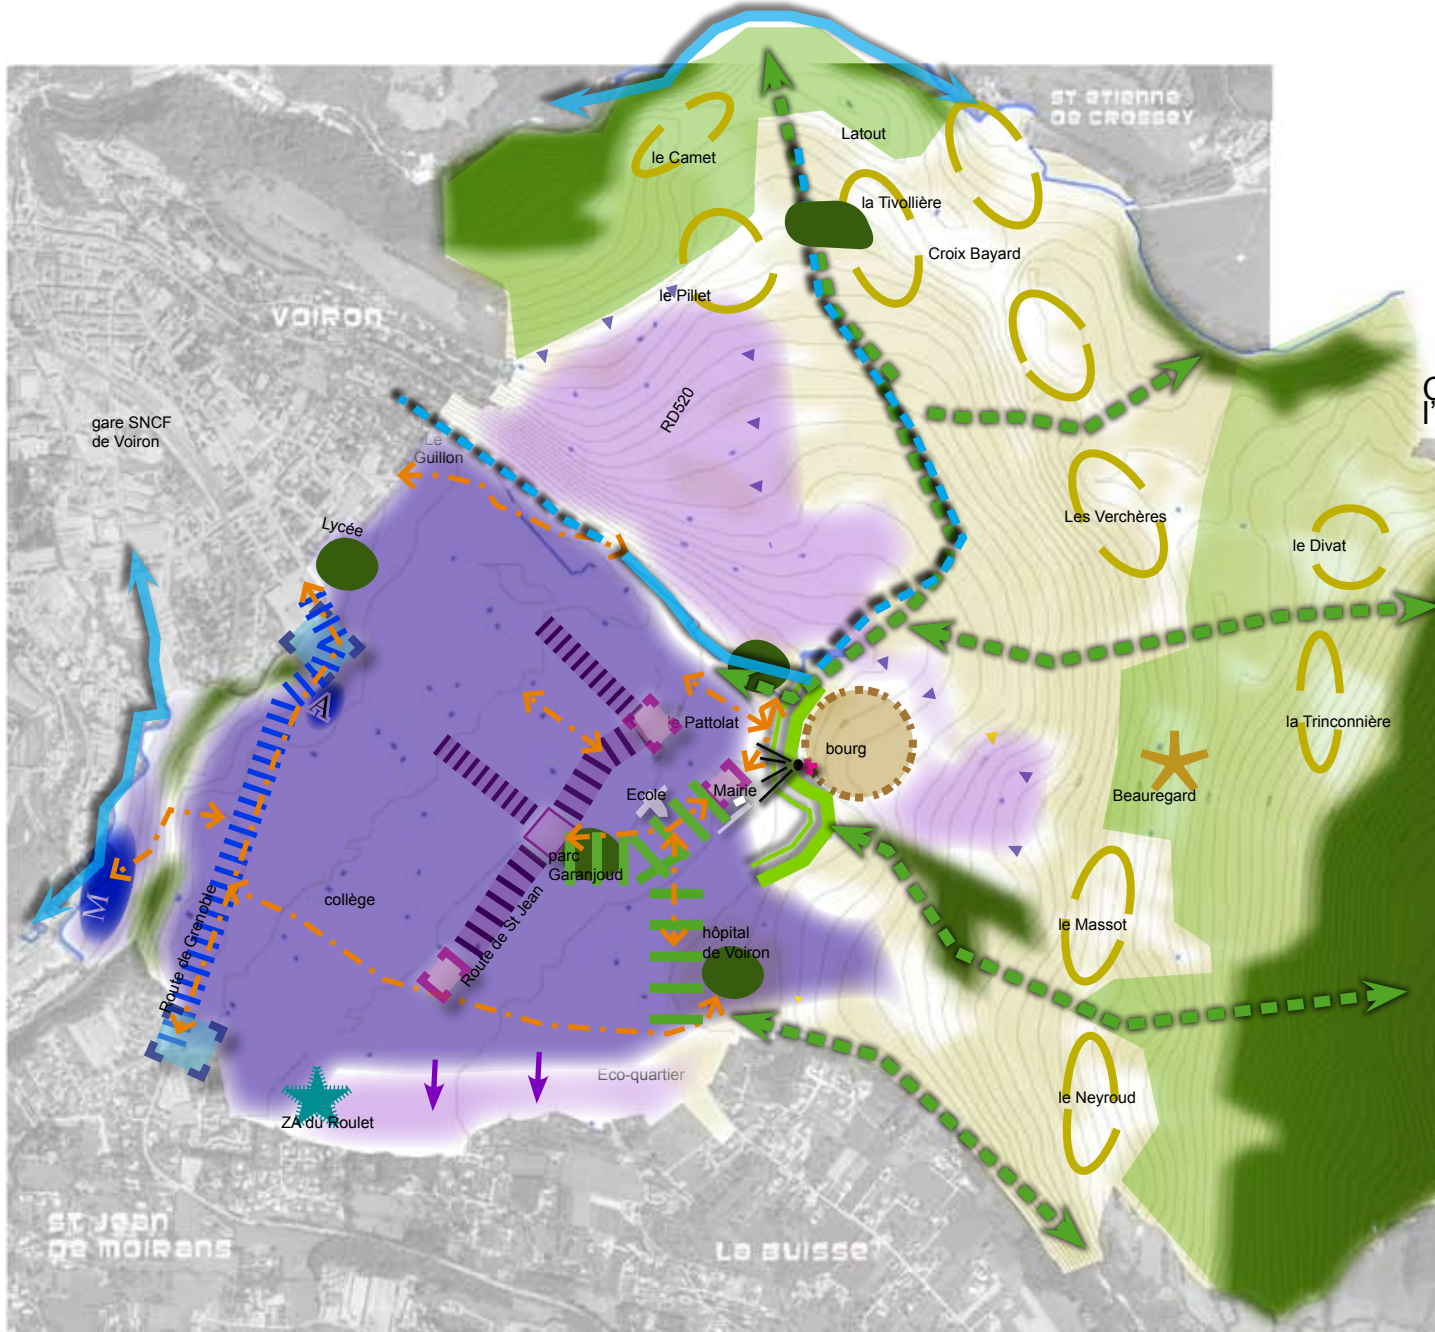 ST ETIENNE
DE CROSSEY
Latout
le Camet
la Tivollière
Croix Bayard
le Pillet
VOIRON
RD520
gare SNCF
de Voiron
Le
Guillon
Lycée
Les Verchères
le Divat
A
le Pattolat
la Trinconnière
bourg
Ecole
Mairie
Beauregard
parc
Garanjoud
collège
M
Route de Grenoble
Route de St Jean
hôpital
de Voiron
le Massot
Eco-quartier
le Neyroud
ZA du Roulet
ST JEAN
DE MOIRANS
LA BUISSE